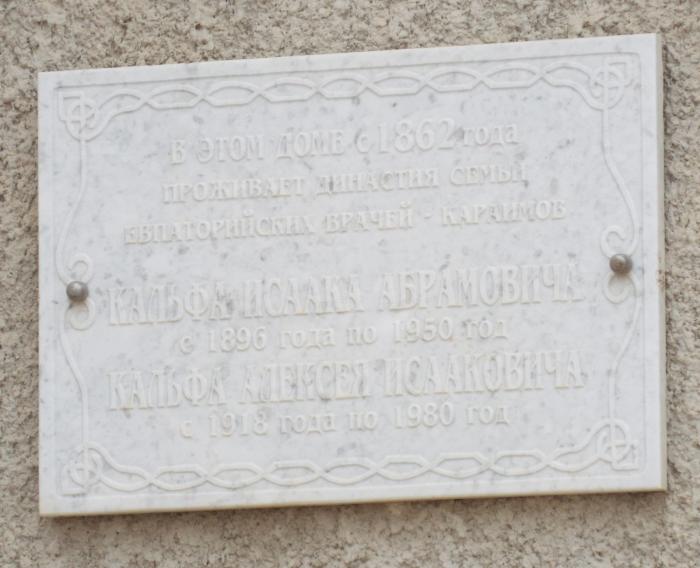 В ЭТОМ ДОМЕ с 1862 года
ПРОЖИВАЕТ ДИНАСТИЯ СЕМЬИ
ЕВПАТОРИЙСКИХ ВРАЧЕЙ - КАРАИМОВ
КАЛЬФА ИСААКА АБРАМОВИЧА
с 1896 года по 1950 год
КАЛЬФА АЛЕКСЕЯ ИСААКОВИЧА
с 1918 года по 1980 год